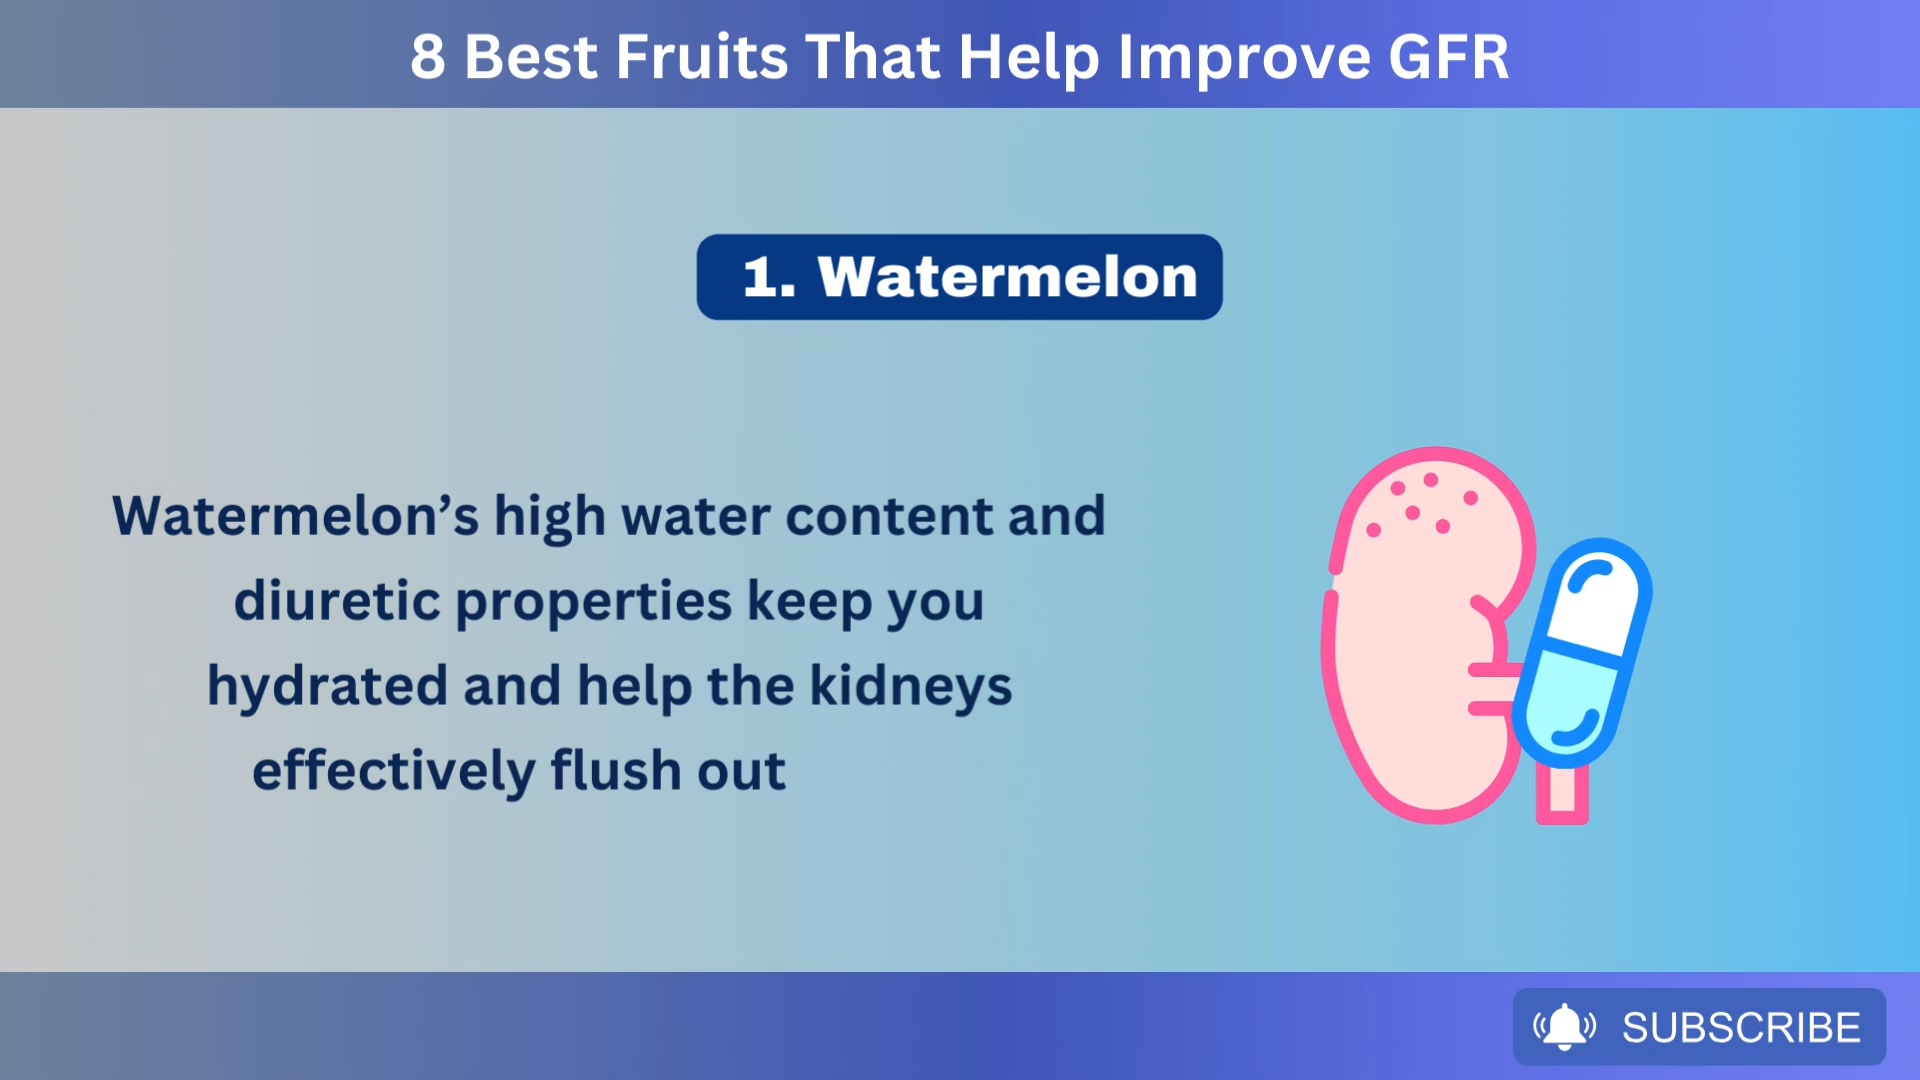 8 Best Fruits That Help Improve GFR
1. Watermelon
Watermelon’s high water content and
diuretic properties keep you
hydrated and help the kidneys
effectively flush out
SUBSCRIBE